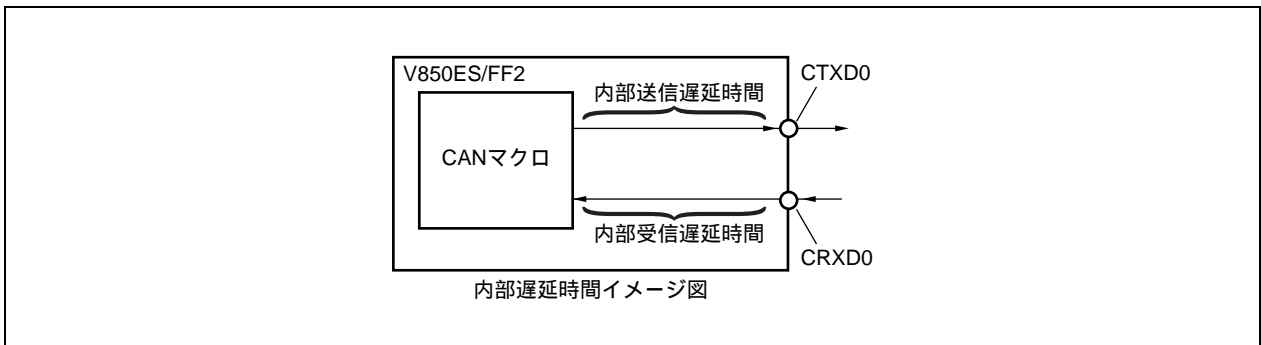 V850ES/FF2
CTXD0
内部送信遅延時間
CANマクロ
内部受信遅延時間
CRXD0
内部遅延時間イメージ図